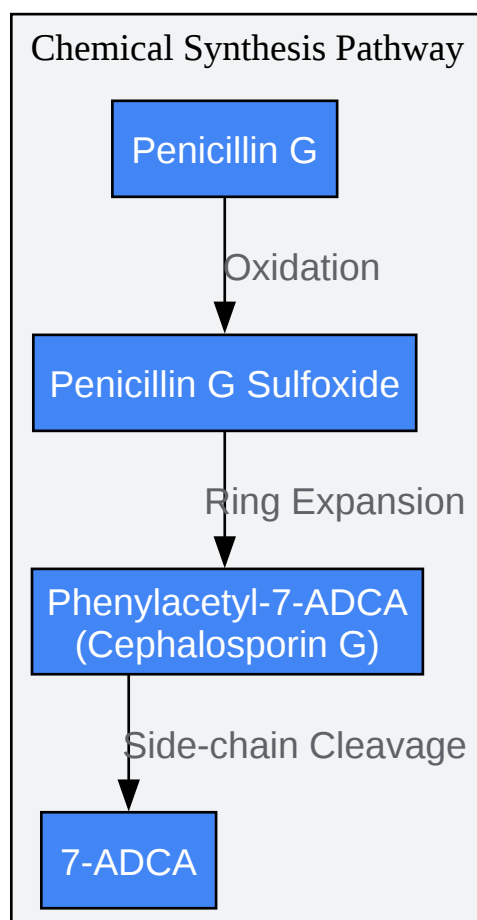 Chemical Synthesis Pathway
Penicillin G
Oxidation
Penicillin G Sulfoxide
Ring Expansion
Phenylacetyl-7-ADCA
(Cephalosporin G)
Side-chain Cleavage
7-ADCA